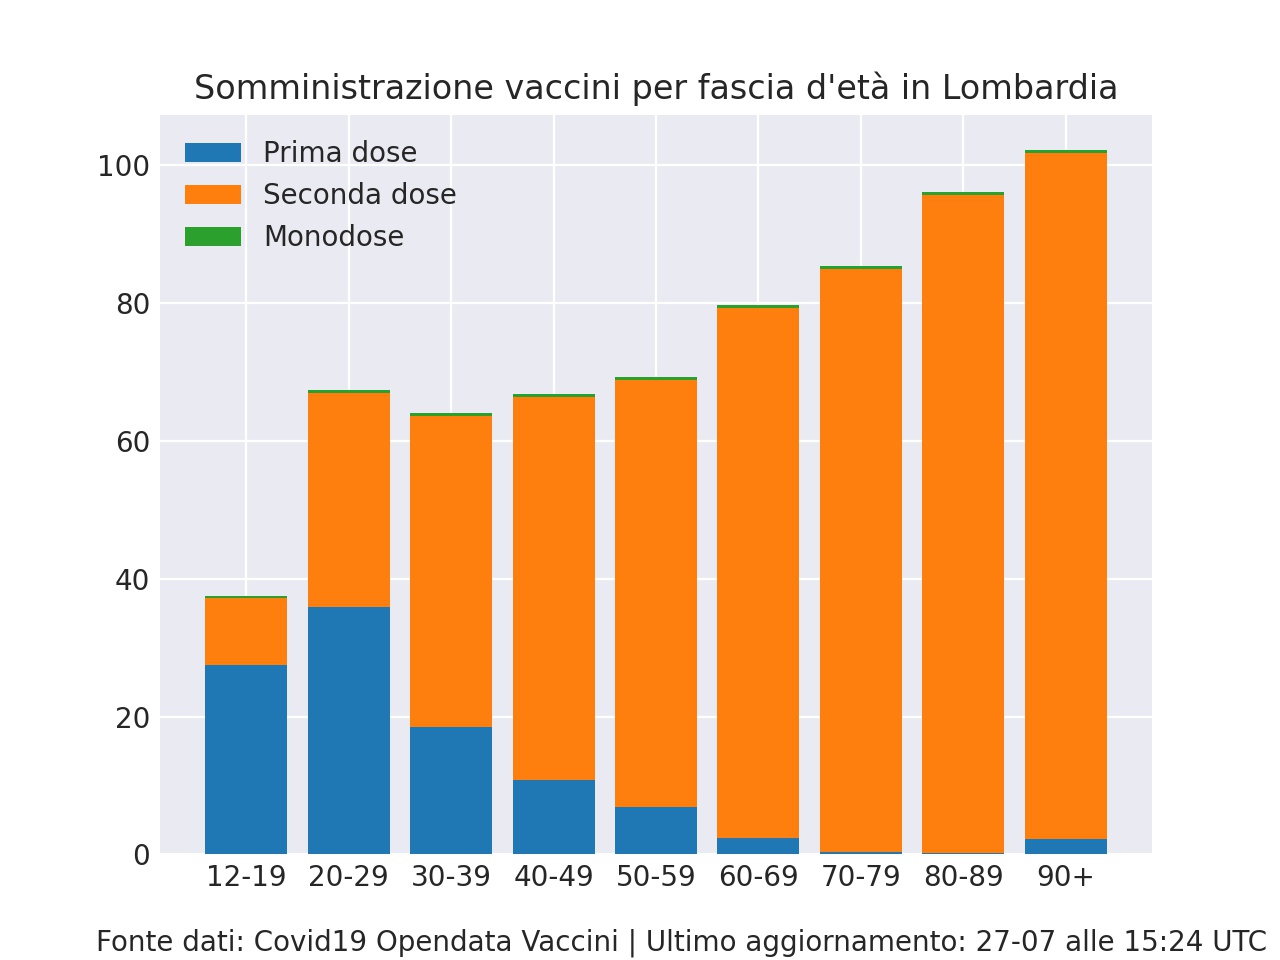 Somministrazione vaccini per fascia d'età in Lombardia
Prima dose
Seconda dose
Monodose
100
80
60
40
20
0
12-19 20-29 30-39 40-49 50-59 60-69 70-79 80-89 90+
Fonte dati: Covid19 Opendata Vaccini | Ultimo aggiornamento: 27-07 alle 15:24 UTC